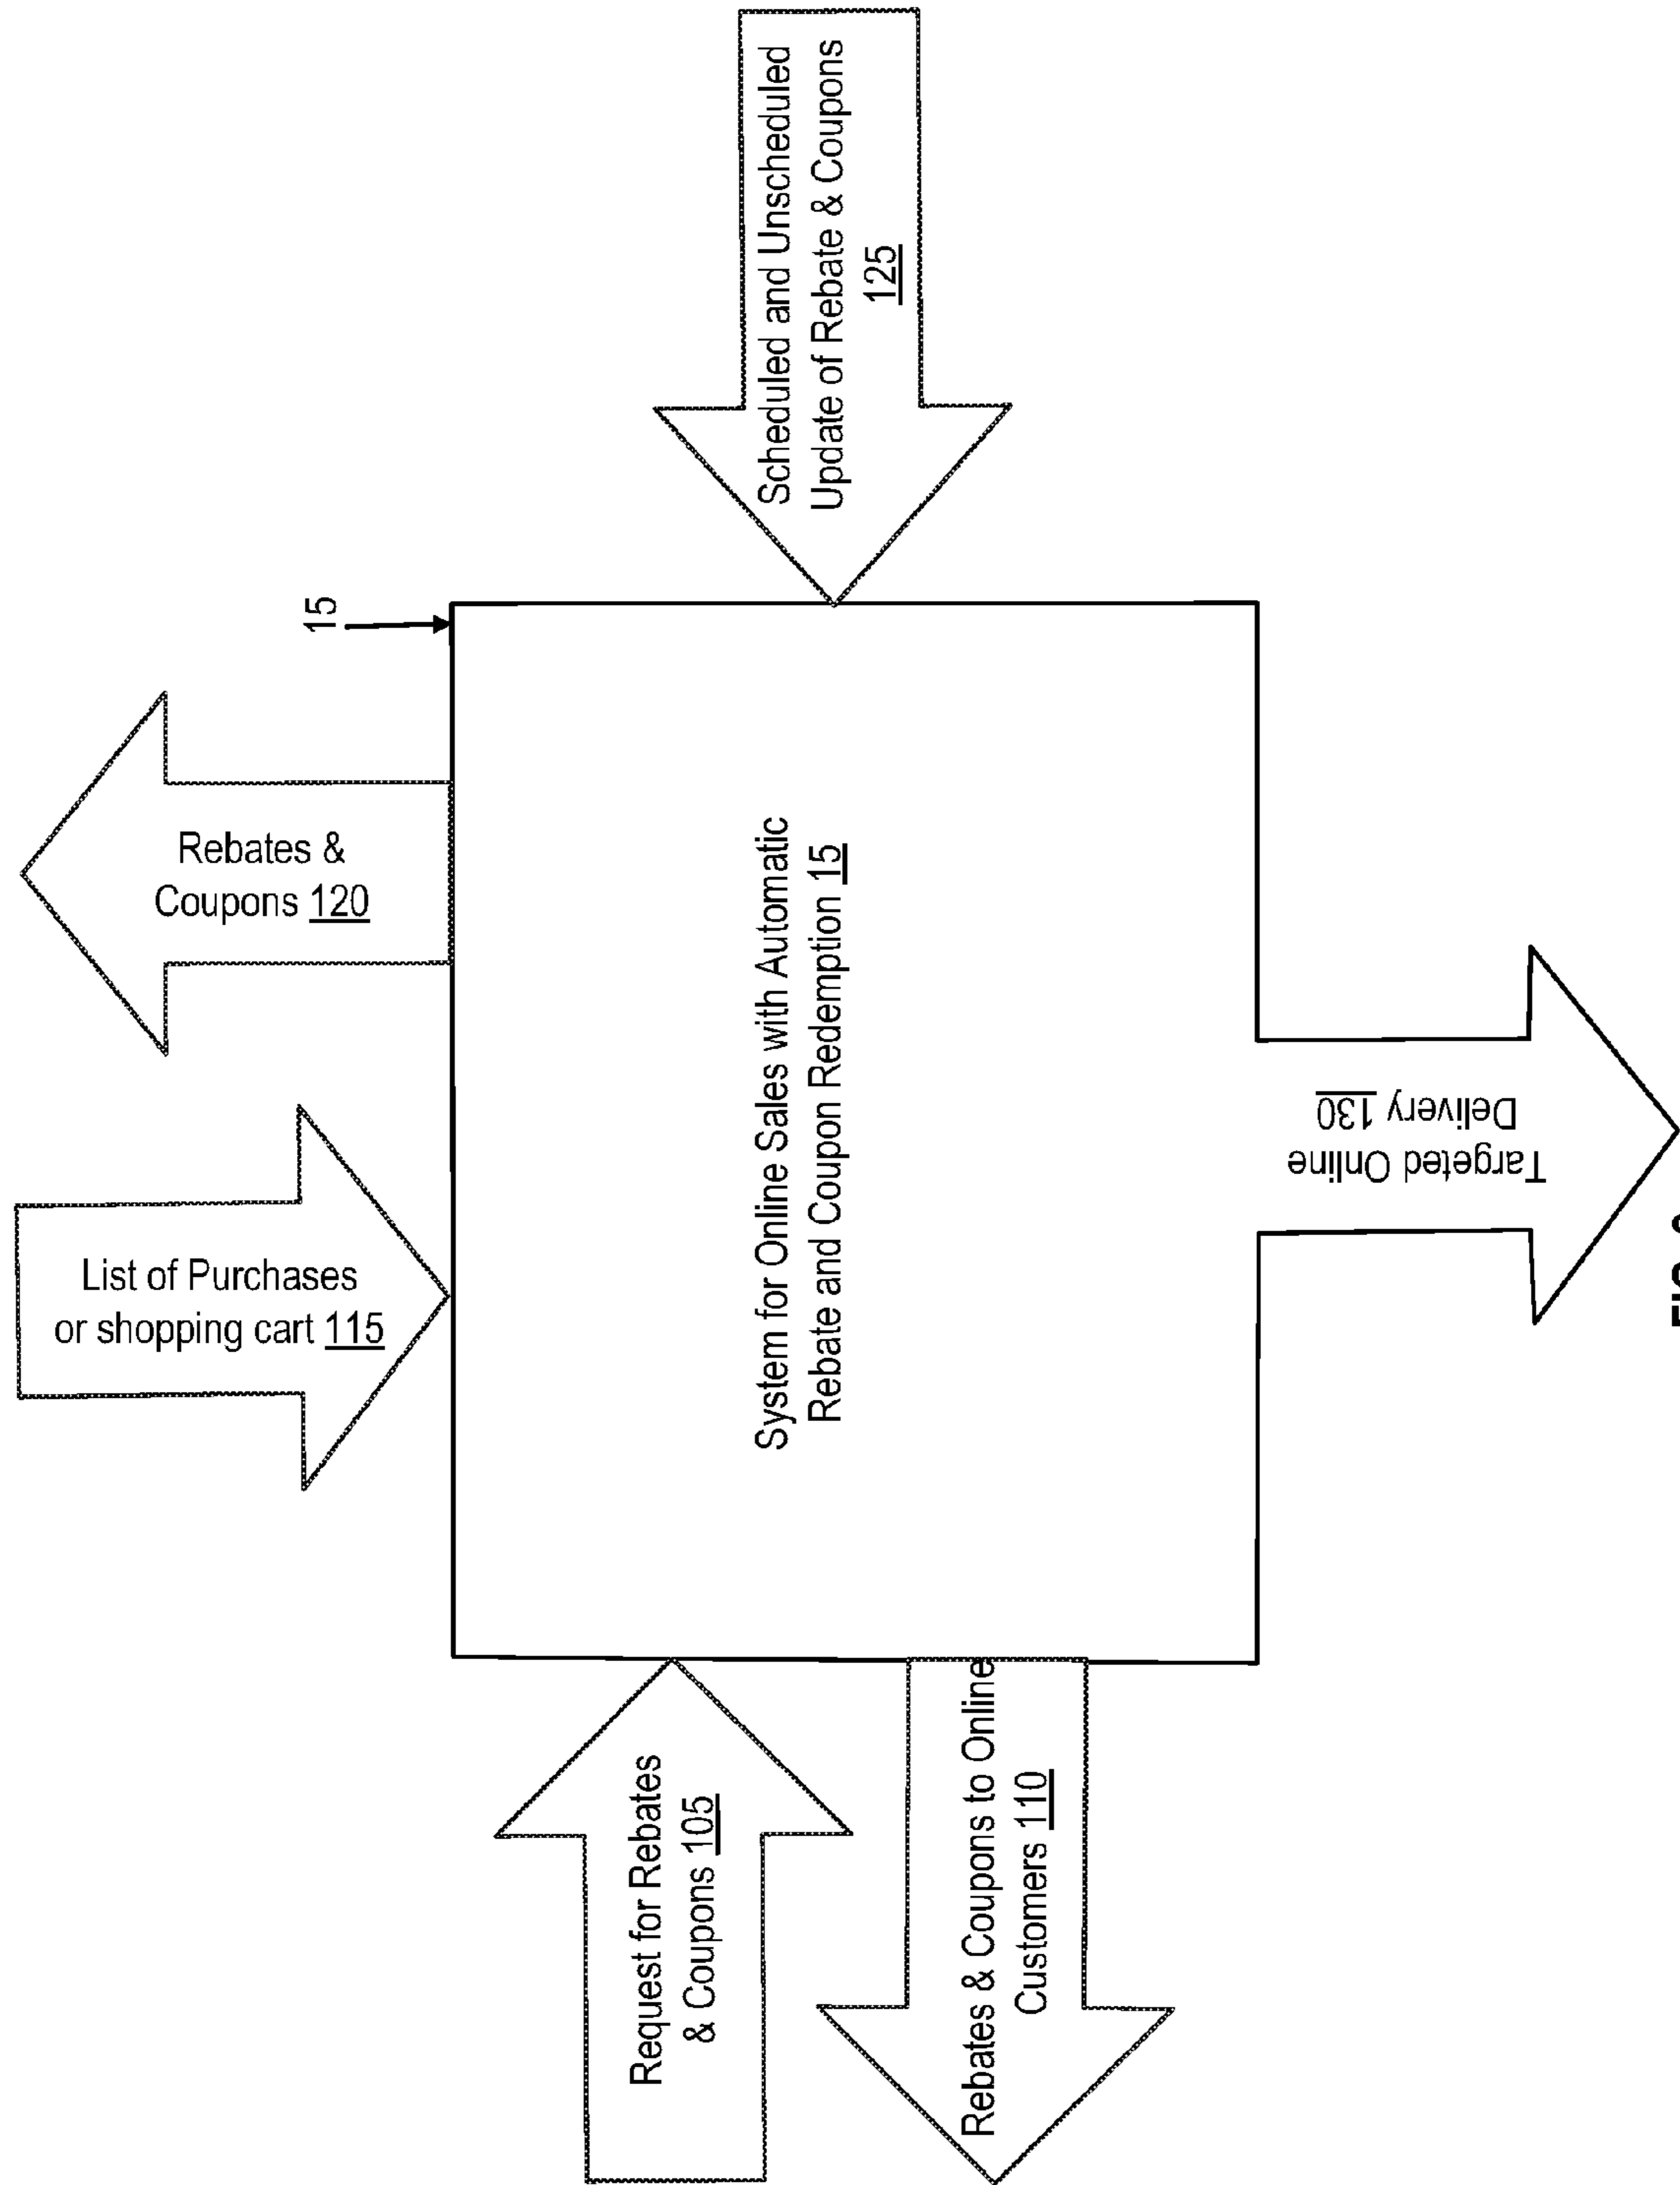 List of Purchases
or shopping cart 115
Rebates &
Coupons 120
15
Request for Rebates
& Coupons 105
Rebates & Coupons to Online
Customers 110
System for Online Sales with Automatic
Rebate and Coupon Redemption 15
Scheduled and Unscheduled
Update of Rebate & Coupons
125
Targeted Online
Delivery 130
FIG.